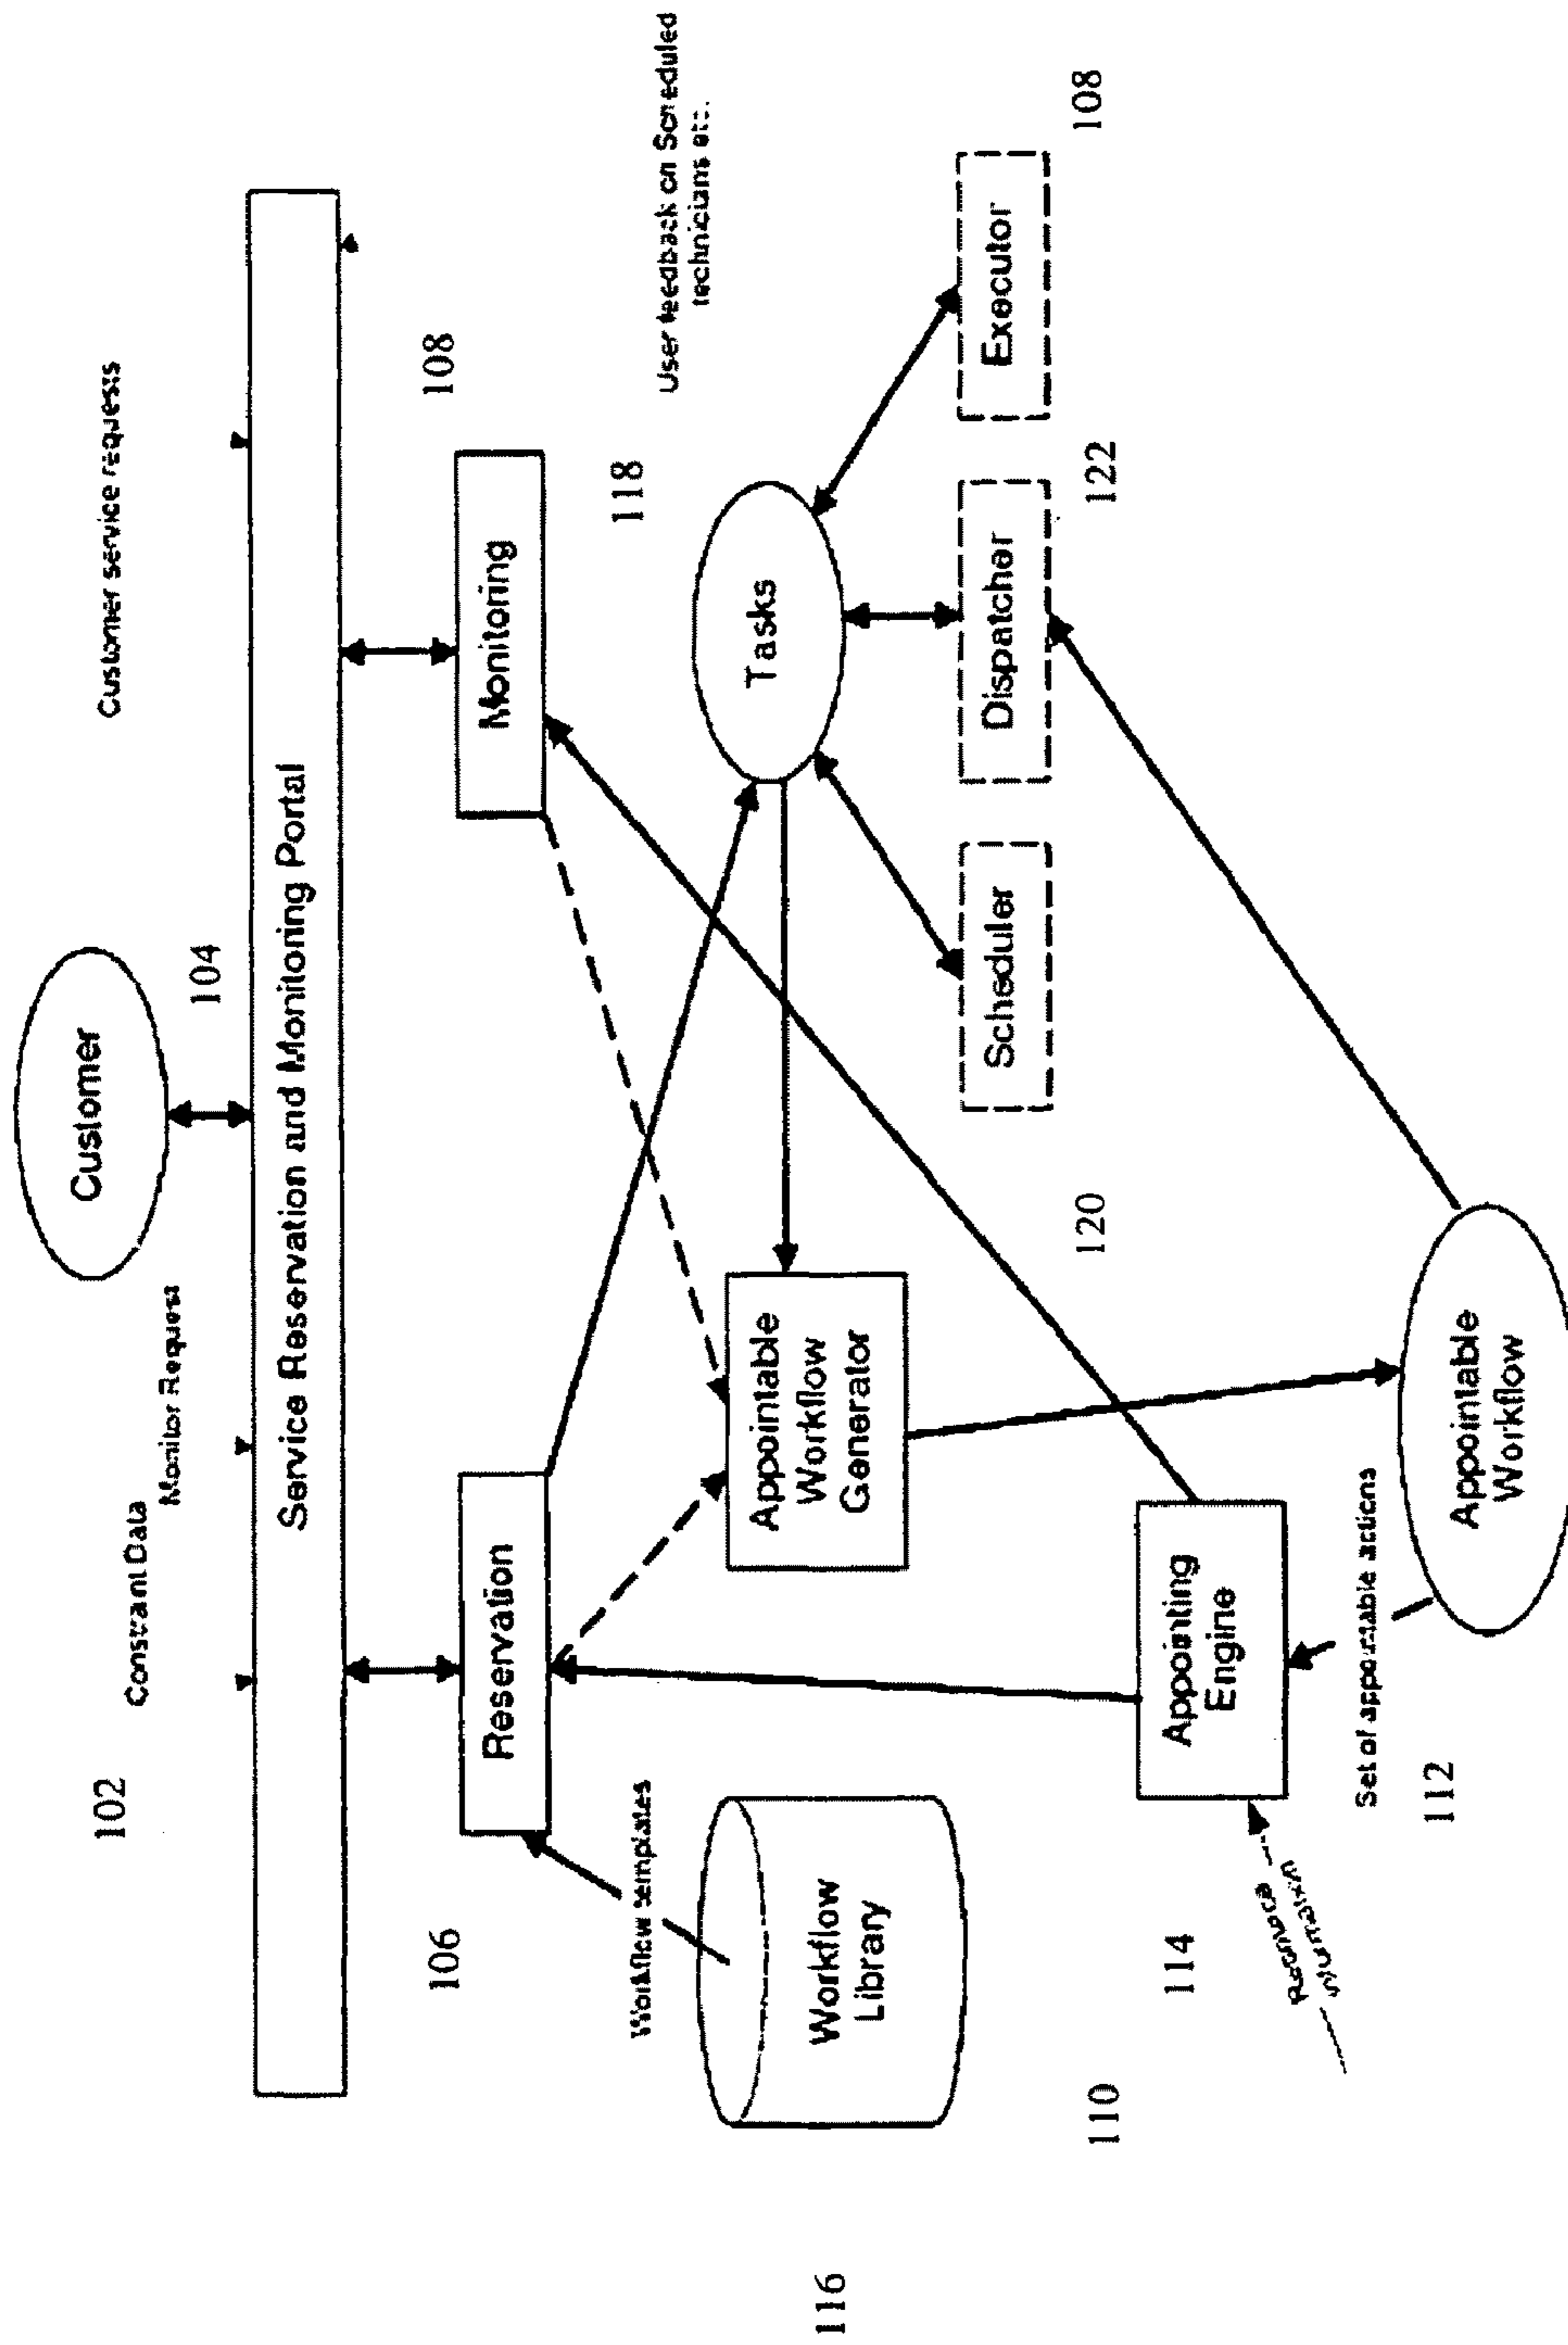 Customer
102
Constraint Data
Monitor Request
104
Customer service requests
Service Reservation and Monitoring Portal
106
Reservation
Monitoring
108
Workflow templates
118
User feedback on Scheduled
technicians etc.
Workflow
Library
Appointable
Workflow
Generator
Tasks
116
110
Scheduler
Dispatcher
Executor
120
122
108
114
Appointing
Engine
Set of appointable actions
112
Appointable
Workflow